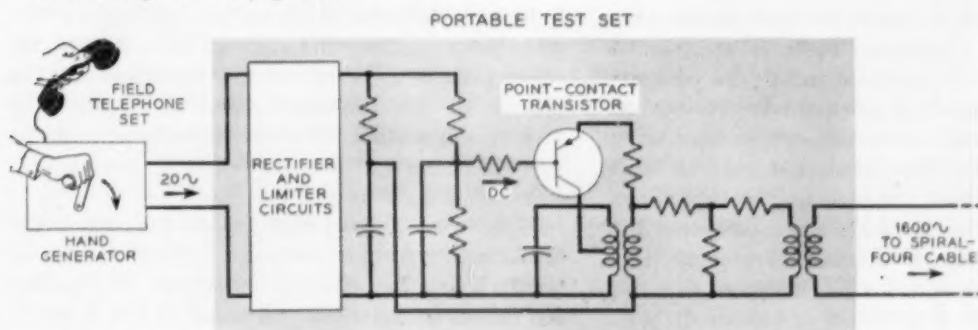 PORTABLE TEST SET
FIELD
TELEPHONE
SET
POINT-CONTACT
TRANSISTOR
RECTIFIER
AND
LIMITER
CIRCUITS
20~
DC
HAND
GENERATOR
1600~
TO SPIRAL-
FOUR CABLE